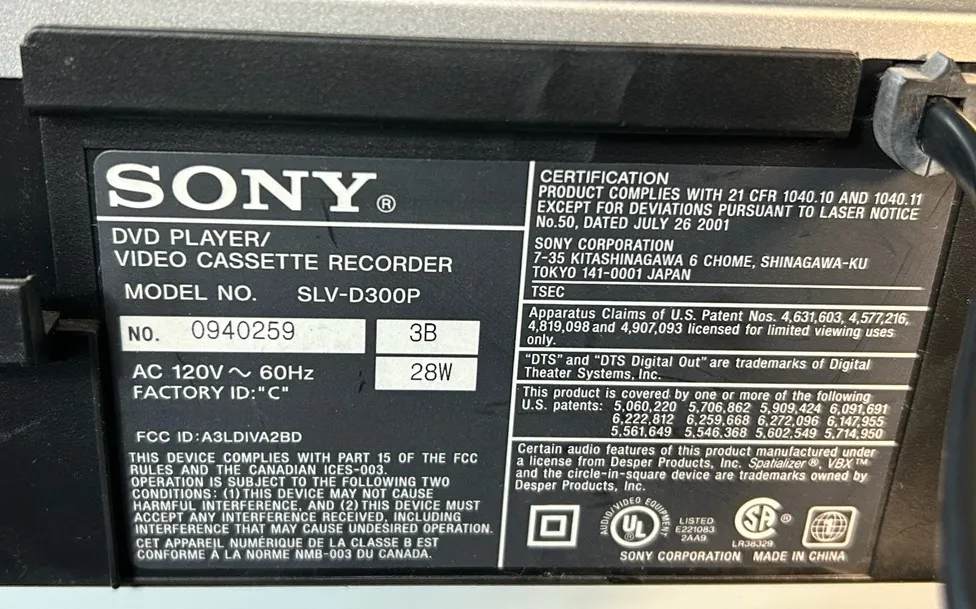 SONY®
DVD PLAYER/
VIDEO CASSETTE RECORDER
MODEL NO. SLV-D300P
NO. 0940259 3B
28W
AC 120V ~ 60Hz
FACTORY ID:"C"
FCC ID:A3LDIVA2BD
THIS DEVICE COMPLIES WITH PART 15 OF THE FCC
RULES AND THE CANADIAN ICES-003.
OPERATION IS SUBJECT TO THE FOLLOWING TWO
CONDITIONS: (1) THIS DEVICE MAY NOT CAUSE
HARMFUL INTERFERENCE, AND (2) THIS DEVICE MUST
ACCEPT ANY INTERFERENCE RECEIVED, INCLUDING
INTERFERENCE THAT MAY CAUSE UNDESIRED OPERATION.
CET APPAREIL NUMÉRIQUE DE LA CLASSE B EST
CONFORME À LA NORME NMB-003 DU CANADA.
CERTIFICATION
PRODUCT COMPLIES WITH 21 CFR 1040.10 AND 1040.11
EXCEPT FOR DEVIATIONS PURSUANT TO LASER NOTICE
No.50, DATED JULY 26 2001
SONY CORPORATION
7-35 KITASHINAGAWA 6 CHOME, SHINAGAWA-KU
TOKYO 141-0001 JAPAN
TSEC
Apparatus Claims of U.S. Patent Nos. 4,631,603, 4,577,216,
4,819,098 and 4,907,093 licensed for limited viewing uses
only.
"DTS" and "DTS Digital Out" are trademarks of Digital
Theater Systems, Inc.
This product is covered by one or more of the following
U.S. patents: 5,060,220 5,706,862 5,909,424 6,091,691
6,222,812 6,259,668 6,272,096 6,147,955
5,561,649 5,546,368 5,602,549 5,714,950
Certain audio features of this product manufactured under
a license from Desper Products, Inc. Spatializer ®, VBX™
and the circle-in-square device are trademarks owned by
Desper Products, Inc.
AUDIO/VIDEO EQUIPMENT
UL
LISTED
E221083
2AA9
SA ®
LR38329
SONY CORPORATION MADE IN CHINA